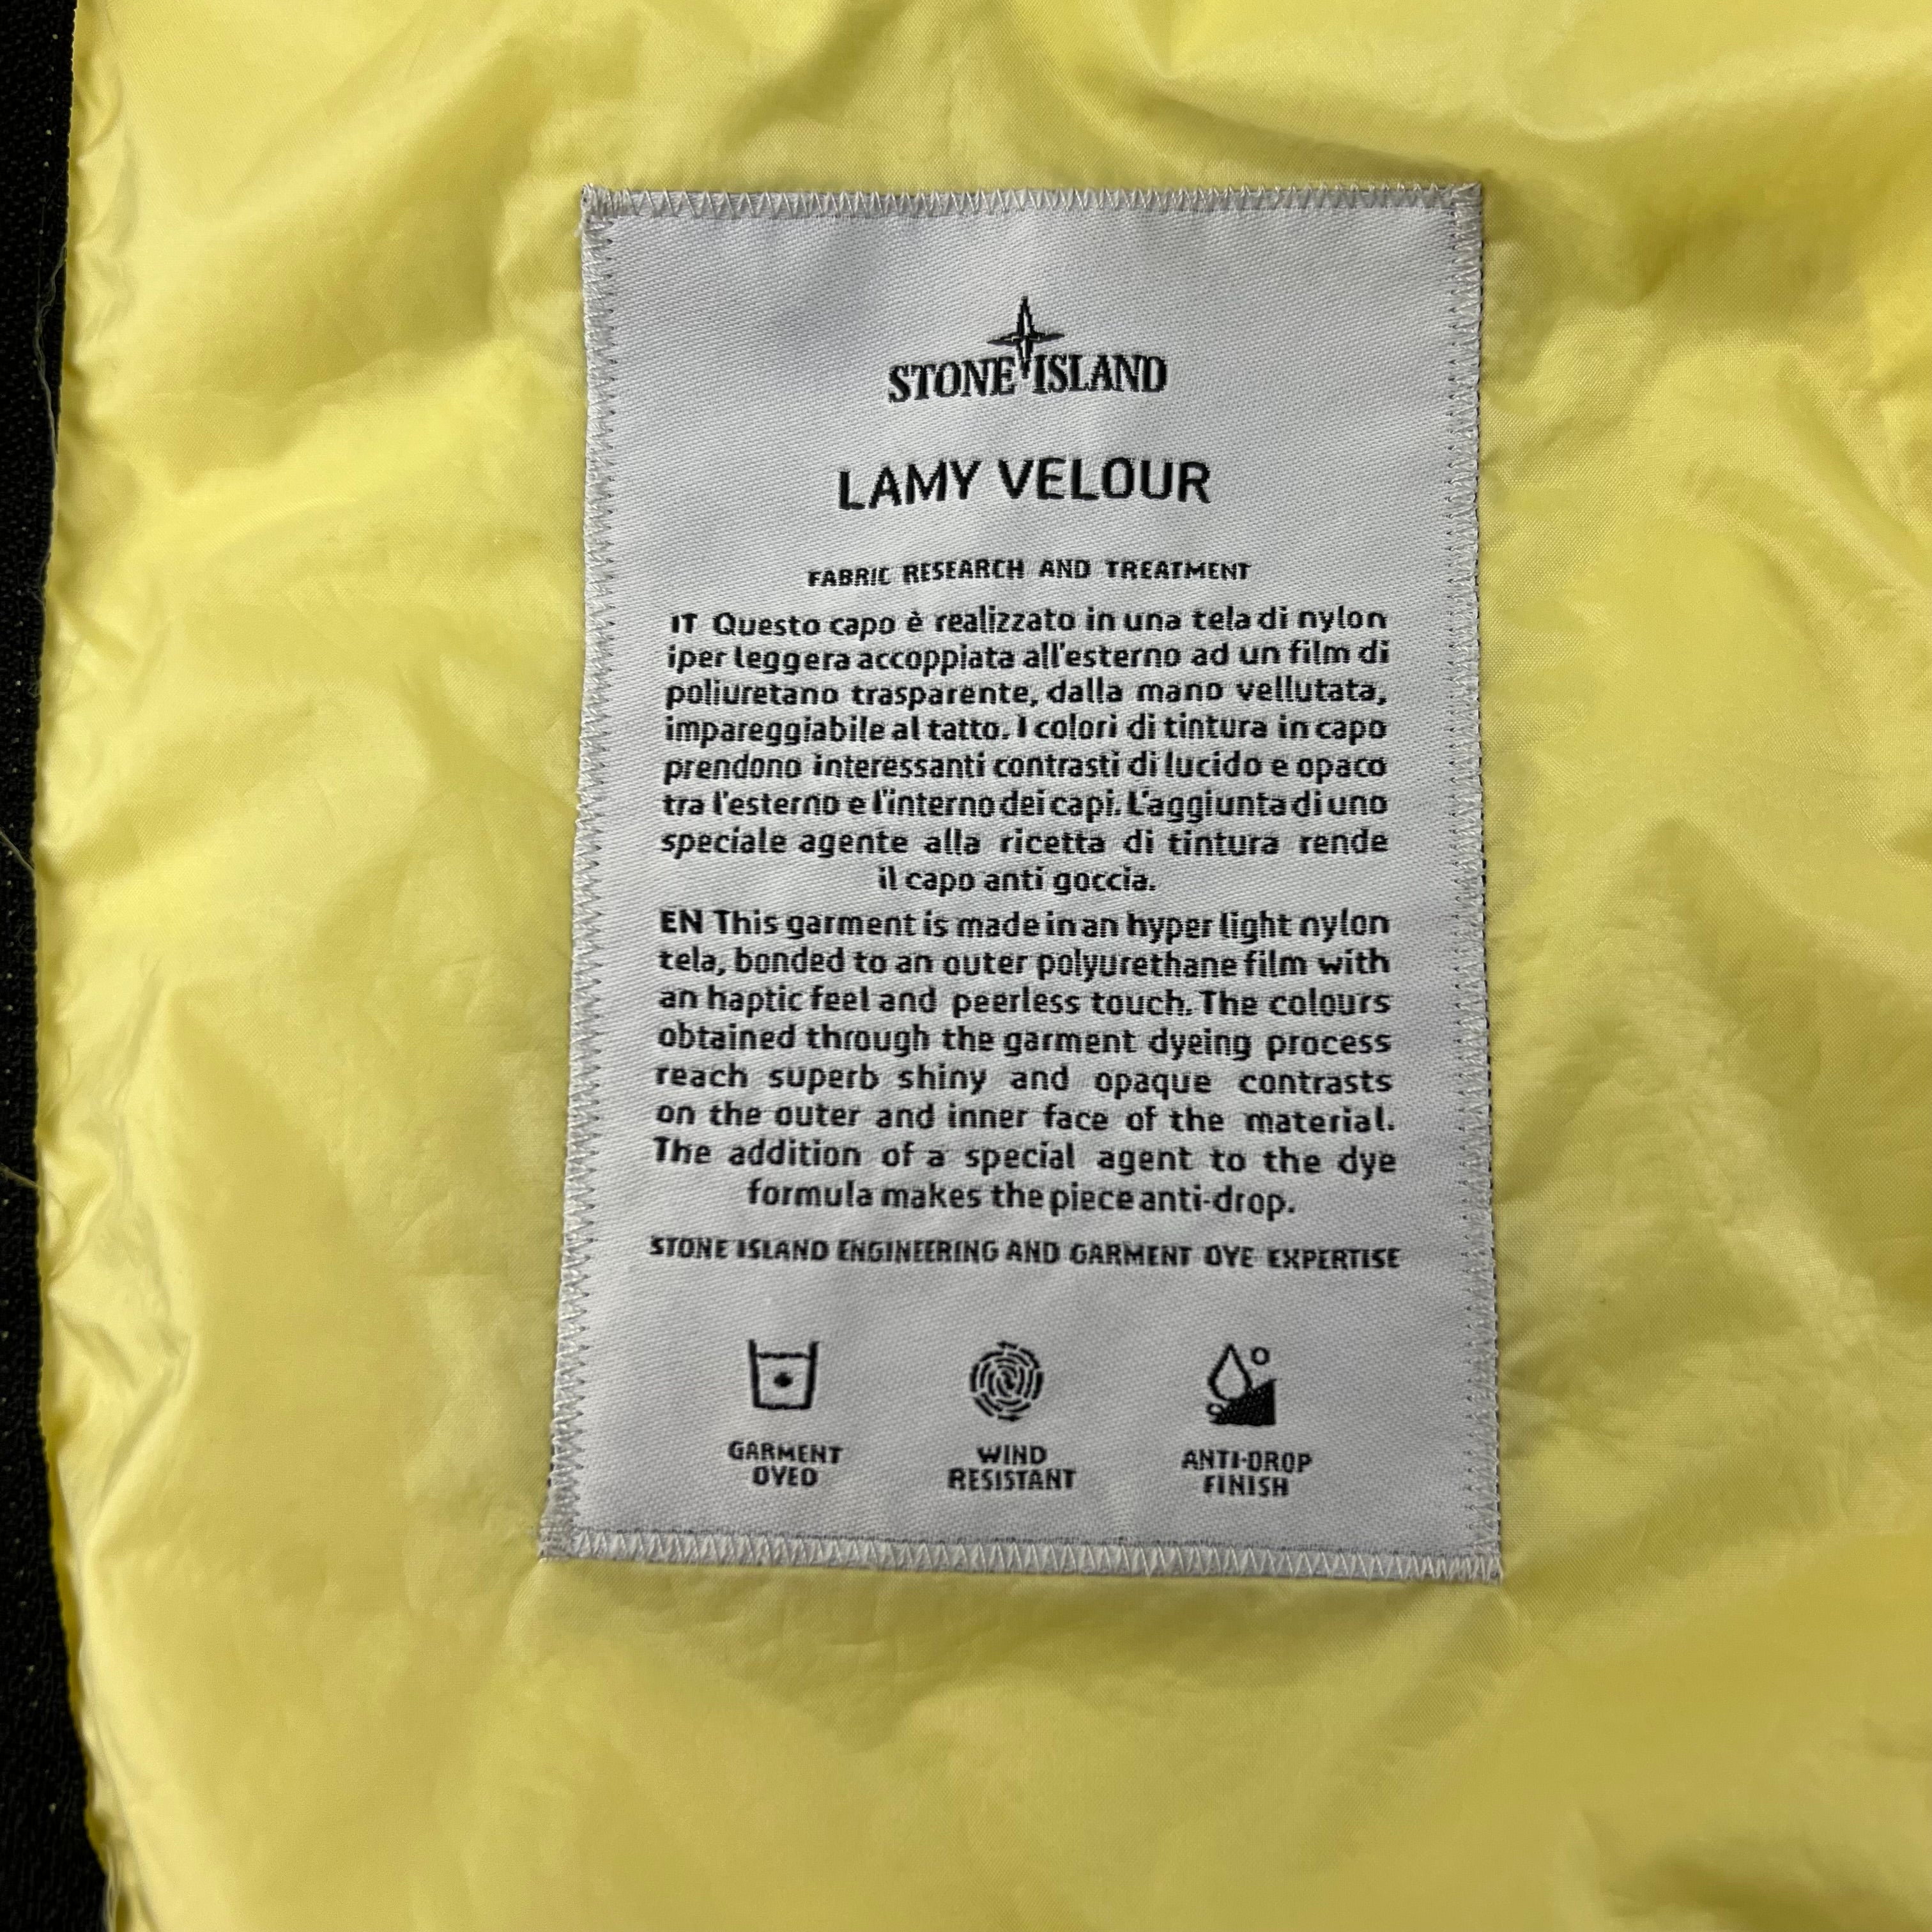 STONE ISLAND
LAMY VELOUR
FABRIC RESEARCH AND TREATMENT
IT Questo capo è realizzato in una tela di nylon
iper leggera accoppiata all'esterno ad un film di
poliuretano trasparente, dalla mano vellutata,
impareggiabile al tatto. I colori di tintura in capo
prendono interessanti contrasti di lucido e opaco
tra l'esterno e l'interno dei capi. L'aggiunta di uno
speciale agente alla ricetta di tintura rende
il capo anti goccia.
EN This garment is made in an hyper light nylon
tela, bonded to an outer polyurethane film with
an haptic feel and peerless touch. The colours
obtained through the garment dyeing process
reach superb shiny and opaque contrasts
on the outer and inner face of the material.
The addition of a special agent to the dye
formula makes the piece anti-drop.
STONE ISLAND ENGINEERING AND GARMENT DYE EXPERTISE
GARMENT
DYED
WIND
RESISTANT
ANTI-DROP
FINISH